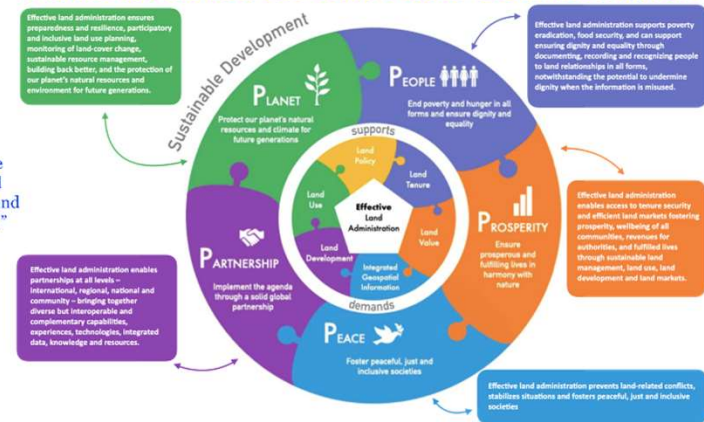 Effective land administration ensures
preparedness and resilience, participatory
and inclusive land use planning,
monitoring of land-cover change,
sustainable resource management,
building back better, and the protection of
our planet's natural resources and
environment for future generations.
Sustainable Development
Effective land administration supports poverty
eradication, food security, and can support
ensuring dignity and equality through
documenting, recording and recognizing people
to land relationships in all forms,
notwithstanding the potential to undermine
dignity when the information is misused.
PLANET
Protect our planet's natural
resources and climate for
future generations
PEOPLE
End poverty and hunger in all
forms and ensure dignity and
equality
supports
Land
Policy
Land
Tenure
Land
Use
Effective
Land
Administration
Land
Value
Land
Development
Integrated
Geospatial
Information
demands
and
”
PROSPERITY
Ensure
prosperous and
fulfilling lives in
harmony with
nature
Effective land administration
enables access to tenure security
and efficient land markets fostering
prosperity, wellbeing of all
communities, revenues for
authorities, and fulfilled lives
through sustainable land
management, land use, land
development and land markets.
PARTNERSHIP
Implement the agenda
through a solid global
partnership
Effective land administration enables
partnerships at all levels –
international, regional, national and
community – bringing together
diverse but interoperable and
complementary capabilities,
experiences, technologies, integrated
data, knowledge and resources.
PEACE
Foster peaceful, just and
inclusive societies
Effective land administration prevents land-related conflicts,
stabilizes situations and fosters peaceful, just and inclusive
societies